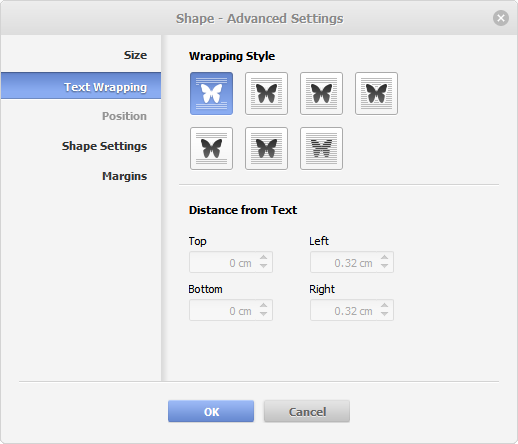 Shape - Advanced Settings
Size
Text Wrapping
Position
Shape Settings
Margins
Wrapping Style
Distance from Text
Top Left
0 cm 0.32 cm
Bottom Right
0 cm 0.32 cm
OK Cancel